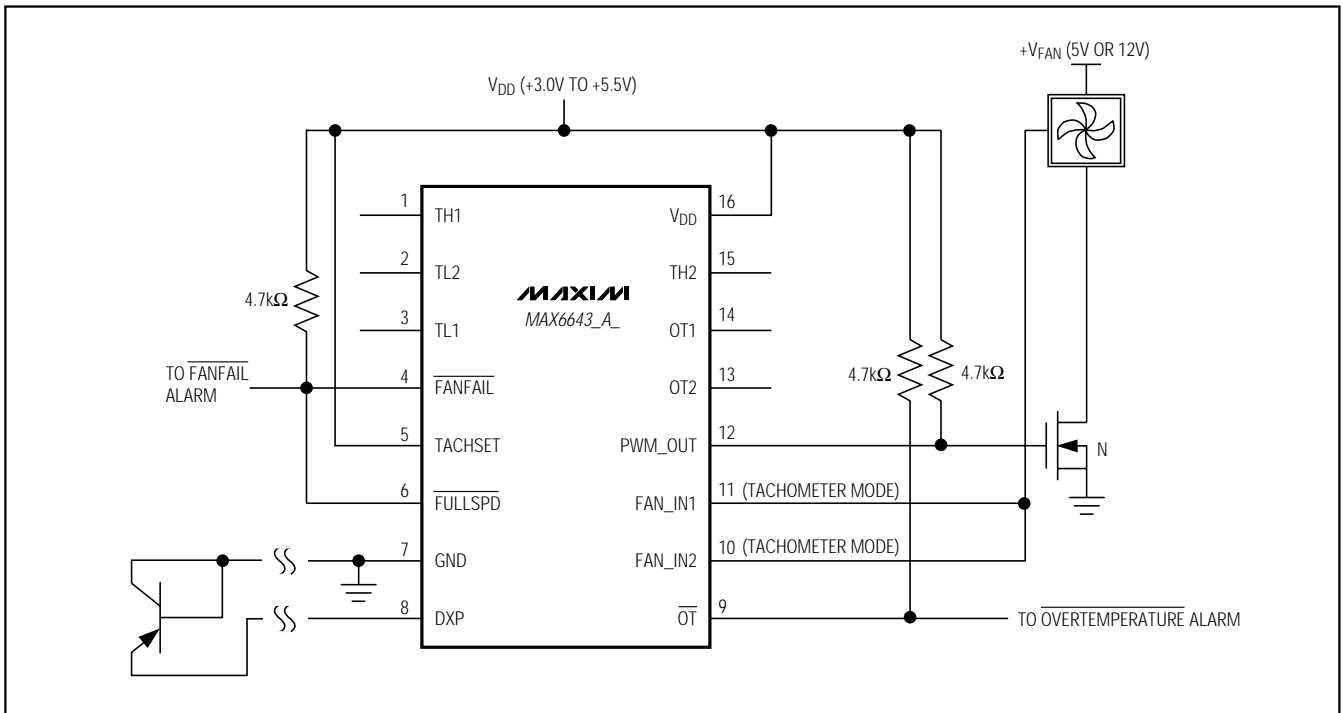 +VFAN (5V OR 12V)
VDD (+3.0V TO +5.5V)
1 TH1
2 TL2
3 TL1
4 FANFAIL
5 TACHSET
6 FULLSPD
7 GND
8 DXP
MAXIM
MAX6643_A_
16 VDD
15 TH2
14 OT1
13 OT2
12 PWM_OUT
11 (TACHOMETER MODE) FAN_IN1
10 (TACHOMETER MODE) FAN_IN2
9 OT
4.7kΩ
TO FANFAIL
ALARM
4.7kΩ
4.7kΩ
N
TO OVERTEMPERATURE ALARM